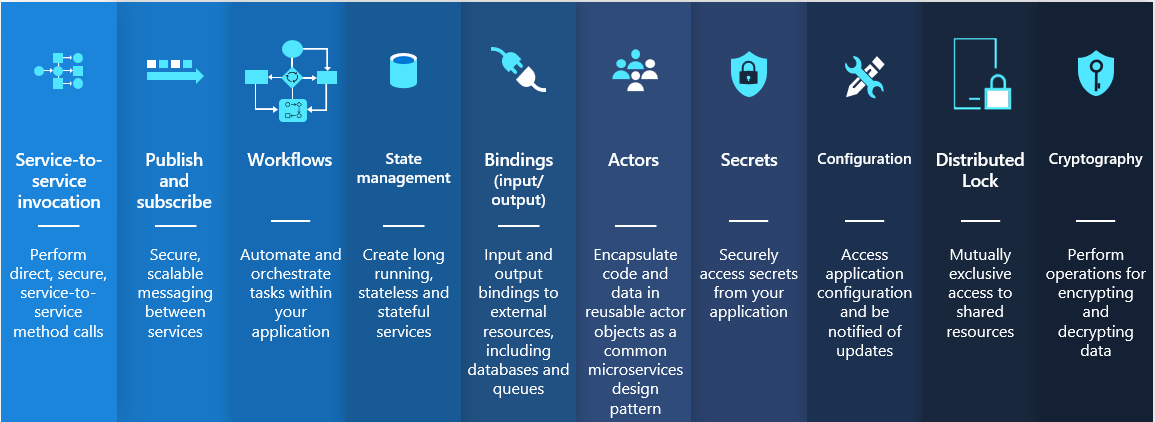 Service-to-
service
invocation
Perform
direct, secure,
service-to-
service
method calls
Publish
and
subscribe
Secure,
scalable
messaging
between
services
Workflows
Automate and
orchestrate
tasks within
your
application
State
management
Create long
running,
stateless and
stateful
services
Bindings
(input/
output)
Input and
output
bindings to
external
resources,
including
databases and
queues
Actors
Encapsulate
code and
data in
reusable actor
objects as a
common
microservices
design
pattern
Secrets
Securely
access secrets
from your
application
Configuration
Access
application
configuration
and be
notified of
updates
Distributed
Lock
Mutually
exclusive
access to
shared
resources
Cryptography
Perform
operations for
encrypting
and
decrypting
data